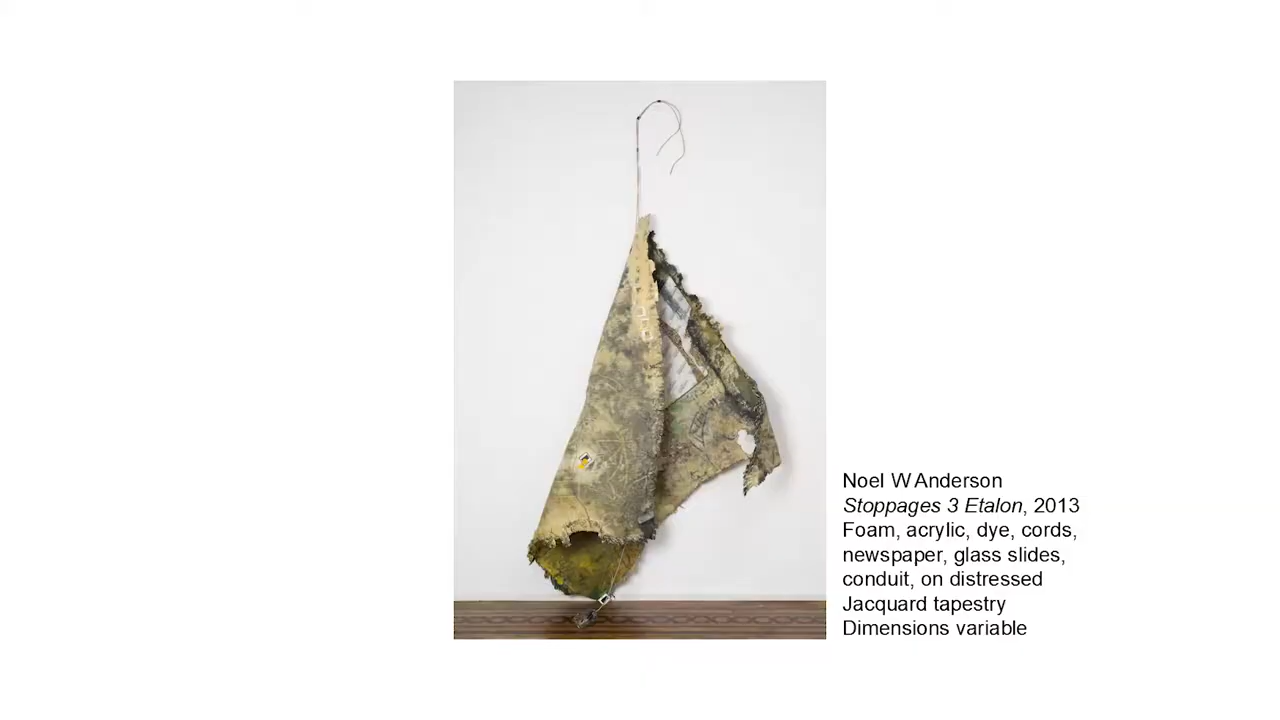 Noel W Anderson
Stoppages 3 Etalon, 2013
Foam, acrylic, dye, cords,
newspaper, glass slides,
conduit, on distressed
Jacquard tapestry
Dimensions variable